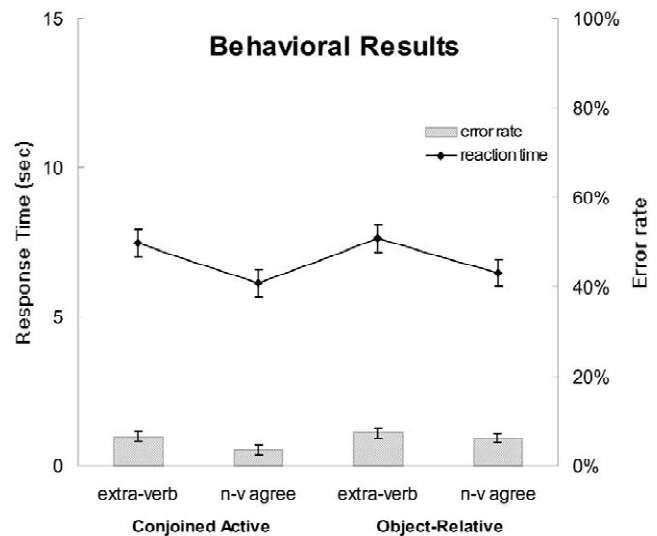 Behavioral Results
15
10
5
0
Response Time (sec)
100%
80%
60%
40%
20%
0%
Error rate
error rate
reaction time
extra-verb n-v agree extra-verb n-v agree
Conjoined Active Object-Relative